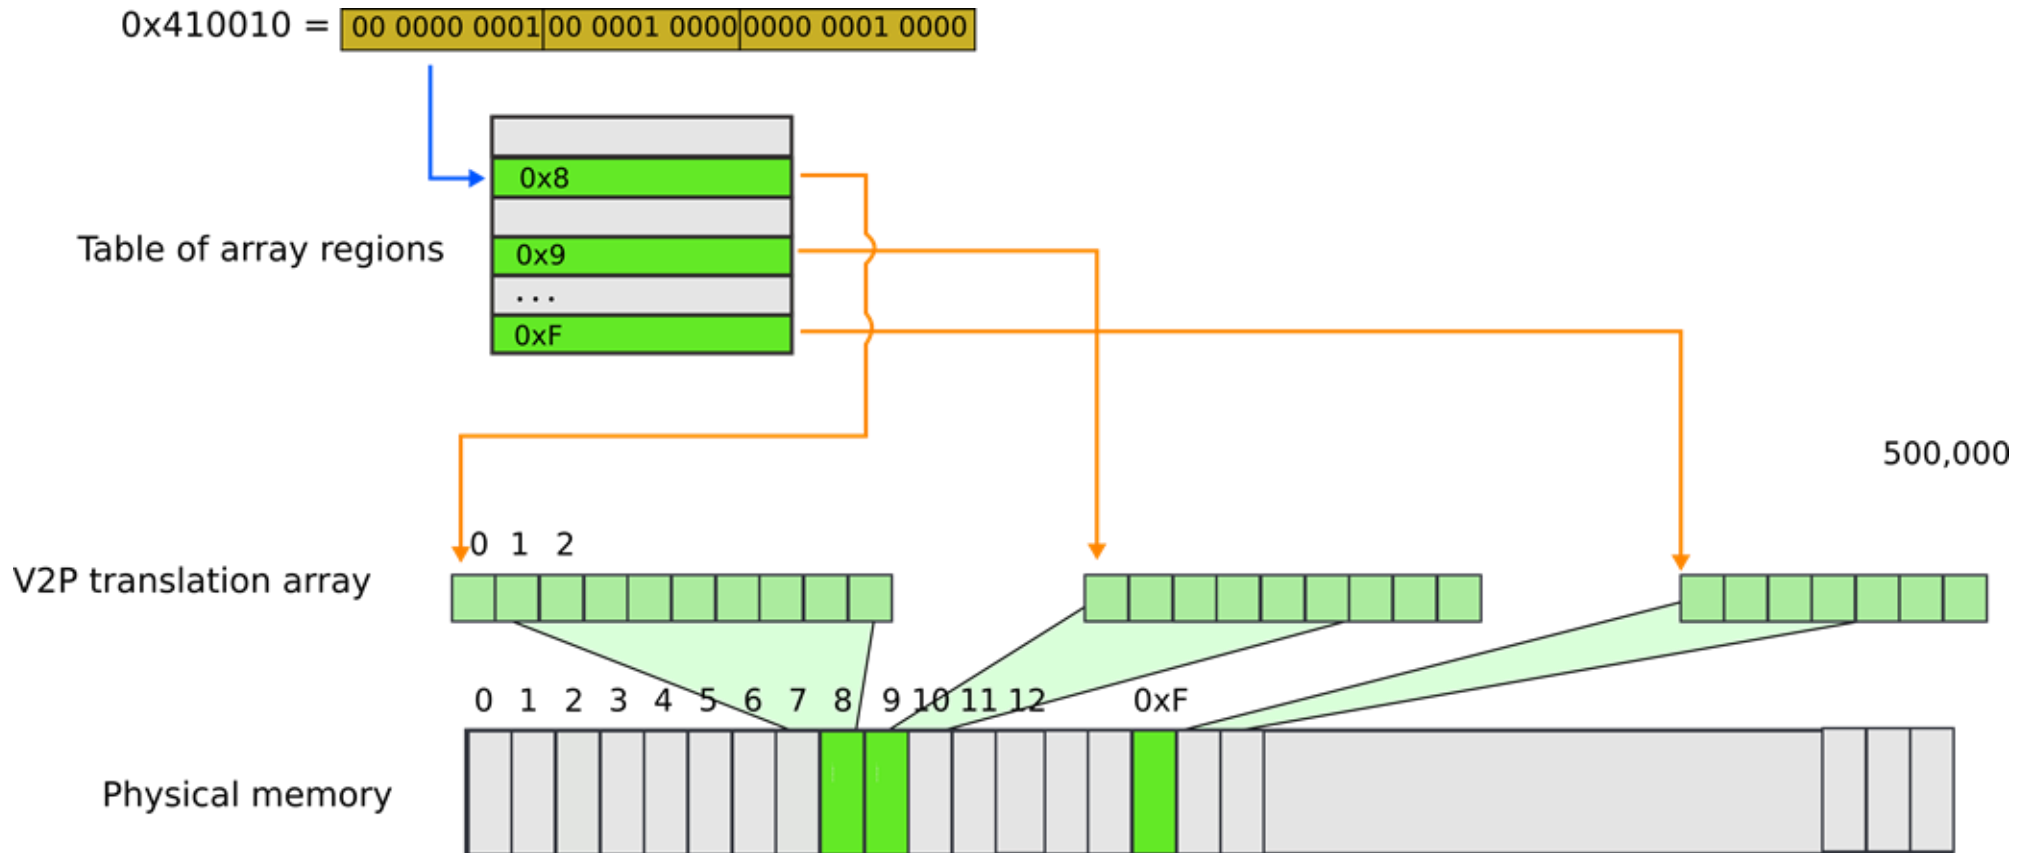 0x410010 = 00 0000 0001 00 0001 0000 0000 0001 0000
0x8
Table of array regions
0x9
...
0xF
500,000
0 1 2
V2P translation array
0 1 2 3 4 5 6 7 8 9 10 11 12 0xF
Physical memory